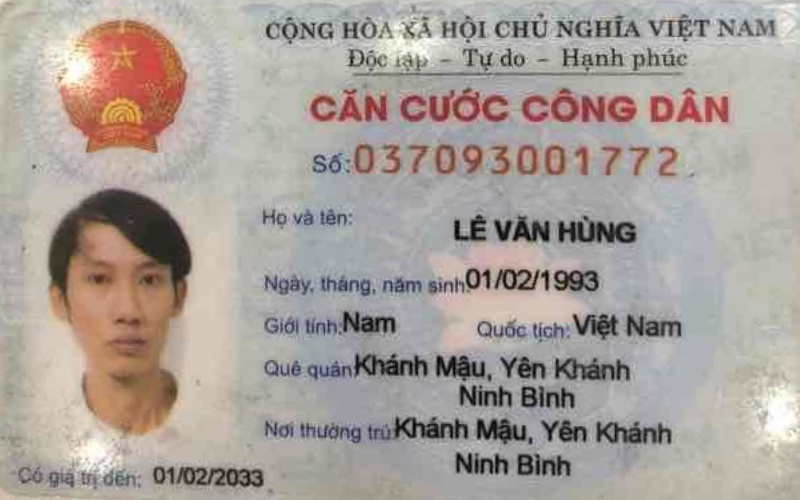 CỘNG HÒA XÃ HỘI CHỦ NGHĨA VIỆT NAM
Độc lập - Tự do - Hạnh phúc
CĂN CƯỚC CÔNG DÂN
Số: 037093001772
Họ và tên: LÊ VĂN HÙNG
Ngày, tháng, năm sinh: 01/02/1993
Giới tính: Nam Quốc tịch: Việt Nam
Quê quán: Khánh Mậu, Yên Khánh
Ninh Bình
Nơi thường trú: Khánh Mậu, Yên Khánh
Ninh Bình
Có giá trị đến: 01/02/2033